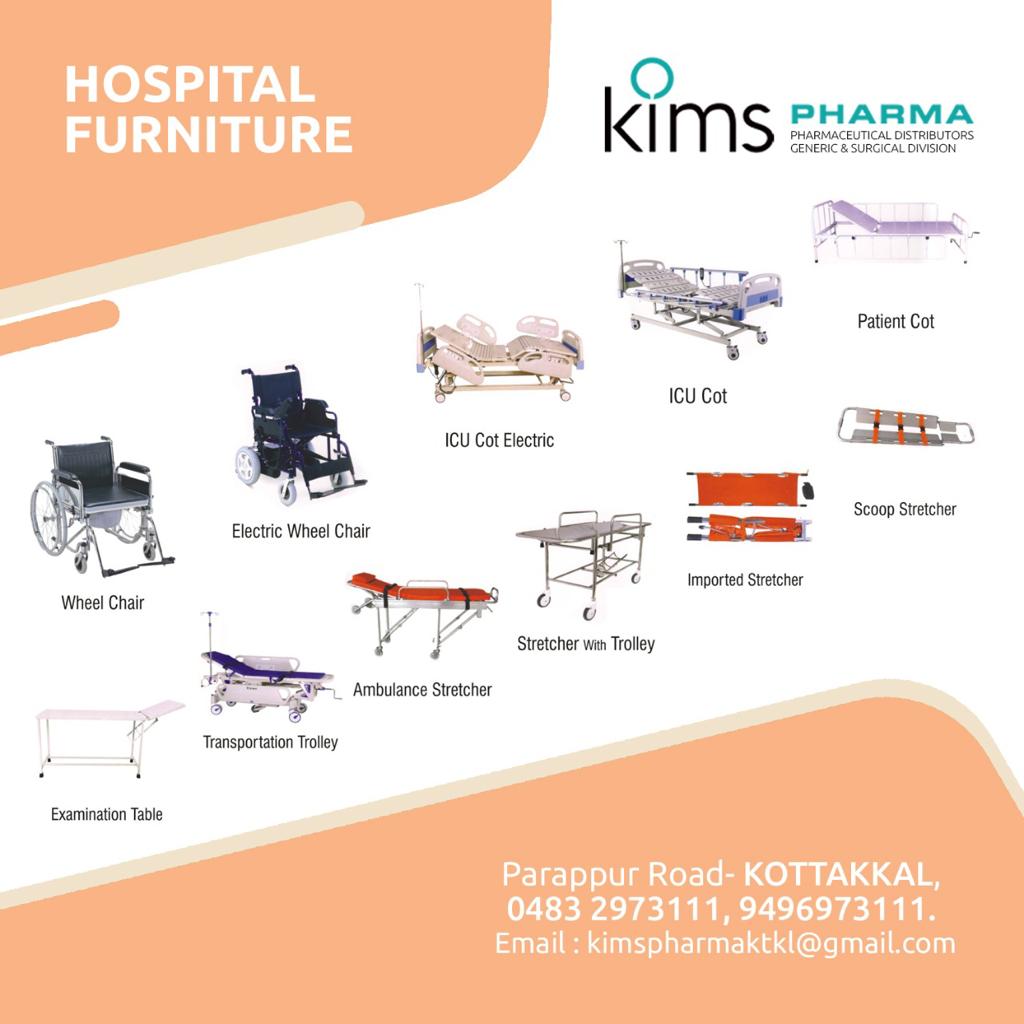 HOSPITAL
FURNITURE
kims PHARMA
PHARMACEUTICAL DISTRIBUTORS
GENERIC & SURGICAL DIVISION
Patient Cot
ICU Cot
ICU Cot Electric
Electric Wheel Chair
Wheel Chair
Scoop Stretcher
Imported Stretcher
Stretcher With Trolley
Ambulance Stretcher
Transportation Trolley
Examination Table
Parappur Road- KOTTAKKAL,
0483 2973111, 9496973111.
Email : kimspharmaktkl@gmail.com